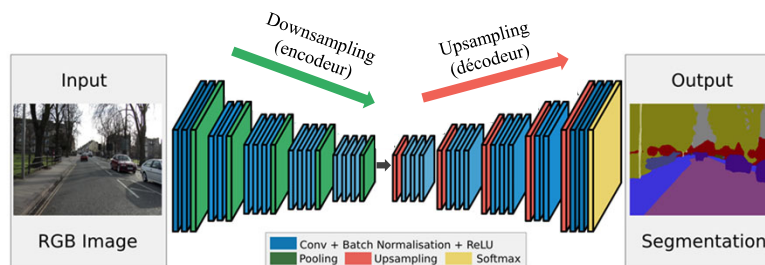 Downsampling
(encodeur)
Upsampling
(décodeur)
Input
RGB Image
Output
Segmentation
Conv + Batch Normalisation + ReLU
Pooling
Upsampling
Softmax